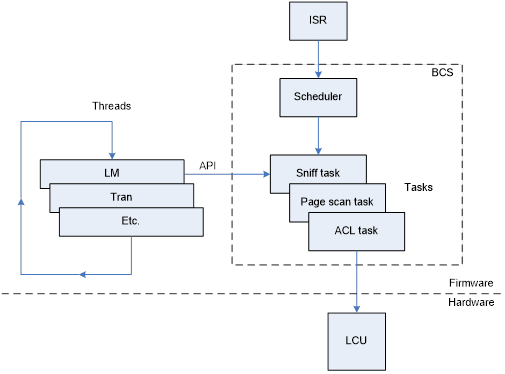 ISR
BCS
Scheduler
Threads
API
LM
Tran
Etc.
Sniff task
Page scan task
ACL task
Tasks
Firmware
Hardware
LCU